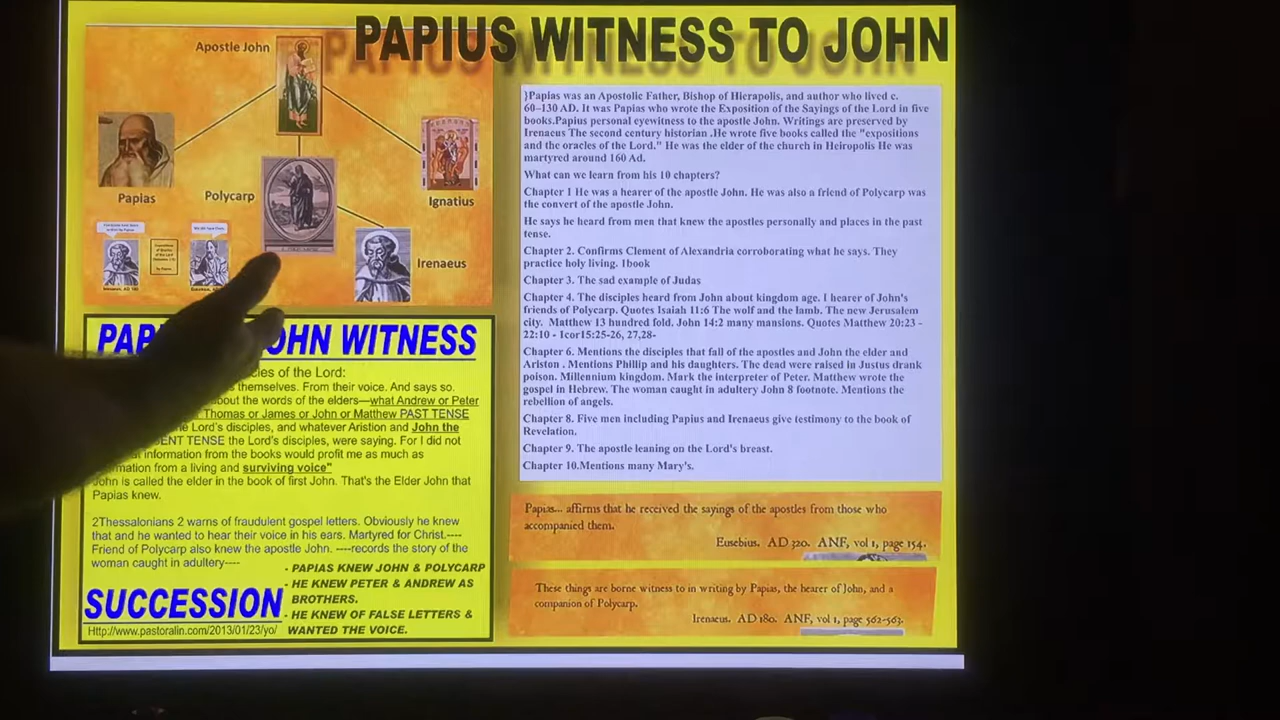 PAPIUS WITNESS TO JOHN
Apostle John
Papias
Polycarp
Ignatius
Irenaeus
}Papias was an Apostolic Father, Bishop of Hierapolis, and author who lived c.
60–130 AD. It was Papias who wrote the Exposition of the Sayings of the Lord in five
books.Papius personal eyewitness to the apostle John. Writings are preserved by
Irenaeus The second century historian .He wrote five books called the "expositions
and the oracles of the Lord." He was the elder of the church in Heiropolis He was
martyred around 160 Ad.
What can we learn from his 10 chapters?
Chapter 1 He was a hearer of the apostle John. He was also a friend of Polycarp was
the convert of the apostle John.
He says he heard from men that knew the apostles personally and places in the past
tense.
Chapter 2. Confirms Clement of Alexandria corroborating what he says. They
practice holy living. 1book
Chapter 3. The sad example of Judas
Chapter 4. The disciples heard from John about kingdom age. I hearer of John's
friends of Polycarp. Quotes Isaiah 11:6 The wolf and the lamb. The new Jerusalem
city. Matthew 13 hundred fold. John 14:2 many mansions. Quotes Matthew 20:23 -
22:10 - 1cor15:25-26, 27,28-
Chapter 6. Mentions the disciples that fall of the apostles and John the elder and
Ariston . Mentions Phillip and his daughters. The dead were raised in Justus drank
poison. Millennium kingdom. Mark the interpreter of Peter. Matthew wrote the
gospel in Hebrew. The woman caught in adultery John 8 footnote. Mentions the
rebellion of angels.
Chapter 8. Five men including Papius and Irenaeus give testimony to the book of
Revelation.
Chapter 9. The apostle leaning on the Lord's breast.
Chapter 10.Mentions many Mary's.
PAP OHN WITNESS
cles of the Lord:
themselves. From their voice. And says so.
bout the words of the elders—what Andrew or Peter
Thomas or James or John or Matthew PAST TENSE
e Lord's disciples, and whatever Aristion and John the
ENT TENSE the Lord's disciples, were saying. For I did not
information from the books would profit me as much as
mation from a living and surviving voice"
John is called the elder in the book of first John. That's the Elder John that
Papias knew.
2Thessalonians 2 warns of fraudulent gospel letters. Obviously he knew
that and he wanted to hear their voice in his ears. Martyred for Christ.----
Friend of Polycarp also knew the apostle John. ----records the story of the
woman caught in adultery----
- PAPIAS KNEW JOHN & POLYCARP
- HE KNEW PETER & ANDREW AS
BROTHERS.
- HE KNEW OF FALSE LETTERS &
WANTED THE VOICE.
SUCCESSION
Http://www.pastoralin.com/2013/01/23/yo/
Papias... affirms that he received the sayings of the apostles from those who
accompanied them.
Eusebius. AD 320. ANF, vol 1, page 154.
These things are borne witness to in writing by Papias, the hearer of John, and a
companion of Polycarp.
Irenaeus. AD 180. ANF, vol 1, page 562-563.